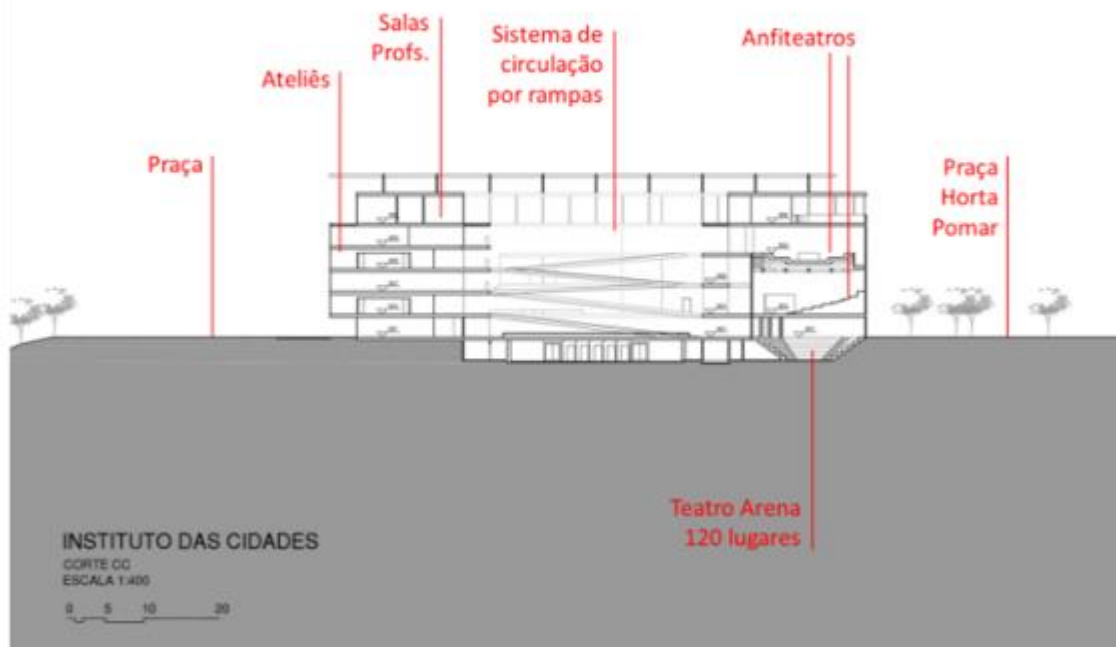 Salas
Profs.
Sistema de
circulação
por rampas
Anfiteatros
Ateliês
Praça
Praça
Horta
Pomar
Teatro Arena
120 lugares
INSTITUTO DAS CIDADES
CORTE CC
ESCALA 1:400
0 5 10 20